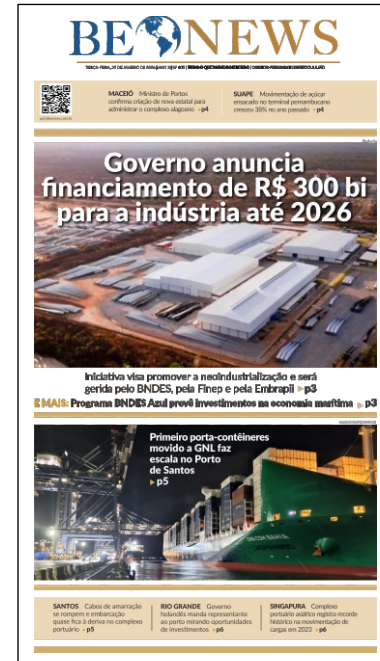 BE NEWS
MACEIÓ Ministro de Portos
confirma criação de nova estatal para
administrar o complexo alagoano ▸p4
SUAPE Movimentação de açúcar
ensacado no terminal pernambucano
cresceu 38% no ano passado ▸p4
Governo anuncia
financiamento de R$ 300 bi
para a indústria até 2026
Iniciativa visa promover a neoindustrialização e será
gerida pelo BNDES, pela Finep e pela Embrapii ▸p3
E MAIS: Programa BNDES Azul prevê investimentos na economia marítima ▸p3
Primeiro porta-contêineres
movido a GNL faz
escala no Porto
de Santos
▸p5
SANTOS Cabos de amarração
se rompem e embarcação
quase fica à deriva no complexo
portuário ▸p5
RIO GRANDE Governo
holandês manda representante
ao porto mirando oportunidades
de investimentos ▸p6
SINGAPURA Complexo
portuário asiático registra recorde
histórico na movimentação de
cargas em 2023 ▸p6